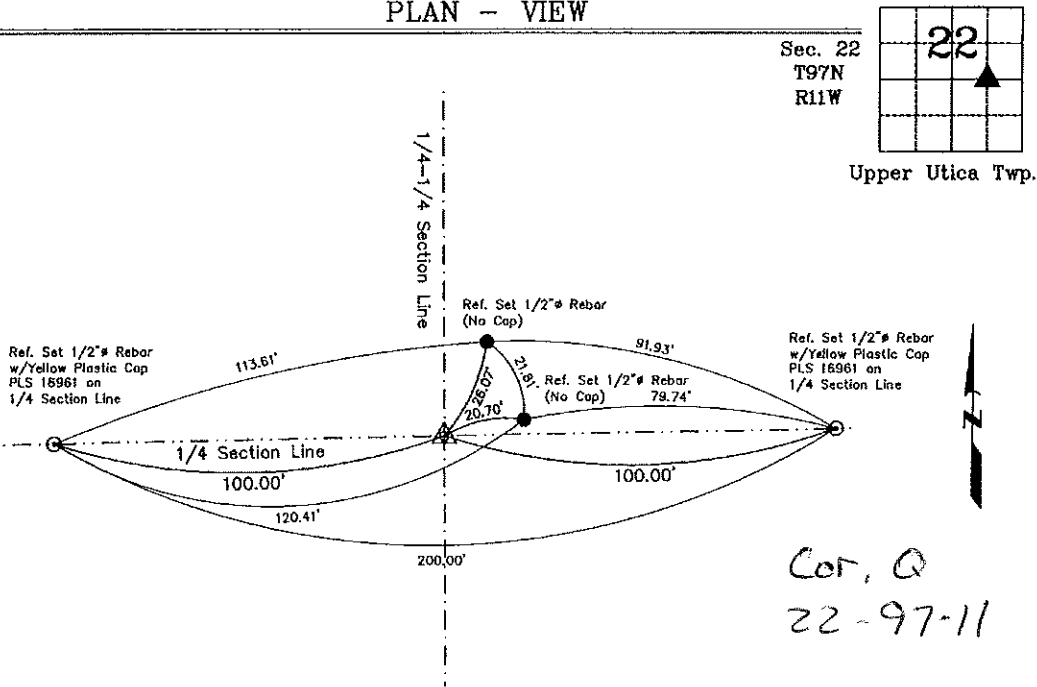 PLAN - VIEW
22
Sec. 22
T97N
R11W
Upper Utica Twp.
1/4-1/4 Section Line
Ref. Set 1/2"ø Rebar
(No Cap)
Ref. Set 1/2"ø Rebar
w/Yellow Plastic Cap
PLS 16961 on
1/4 Section Line
113.61'
91.93'
Ref. Set 1/2"ø Rebar
w/Yellow Plastic Cap
PLS 16961 on
1/4 Section Line
21.81'
26.07'
Ref. Set 1/2"ø Rebar
(No Cap)
79.74'
20.70'
N
1/4 Section Line
100.00'
100.00'
120.41'
200.00'
Cor. Q
22-97-11